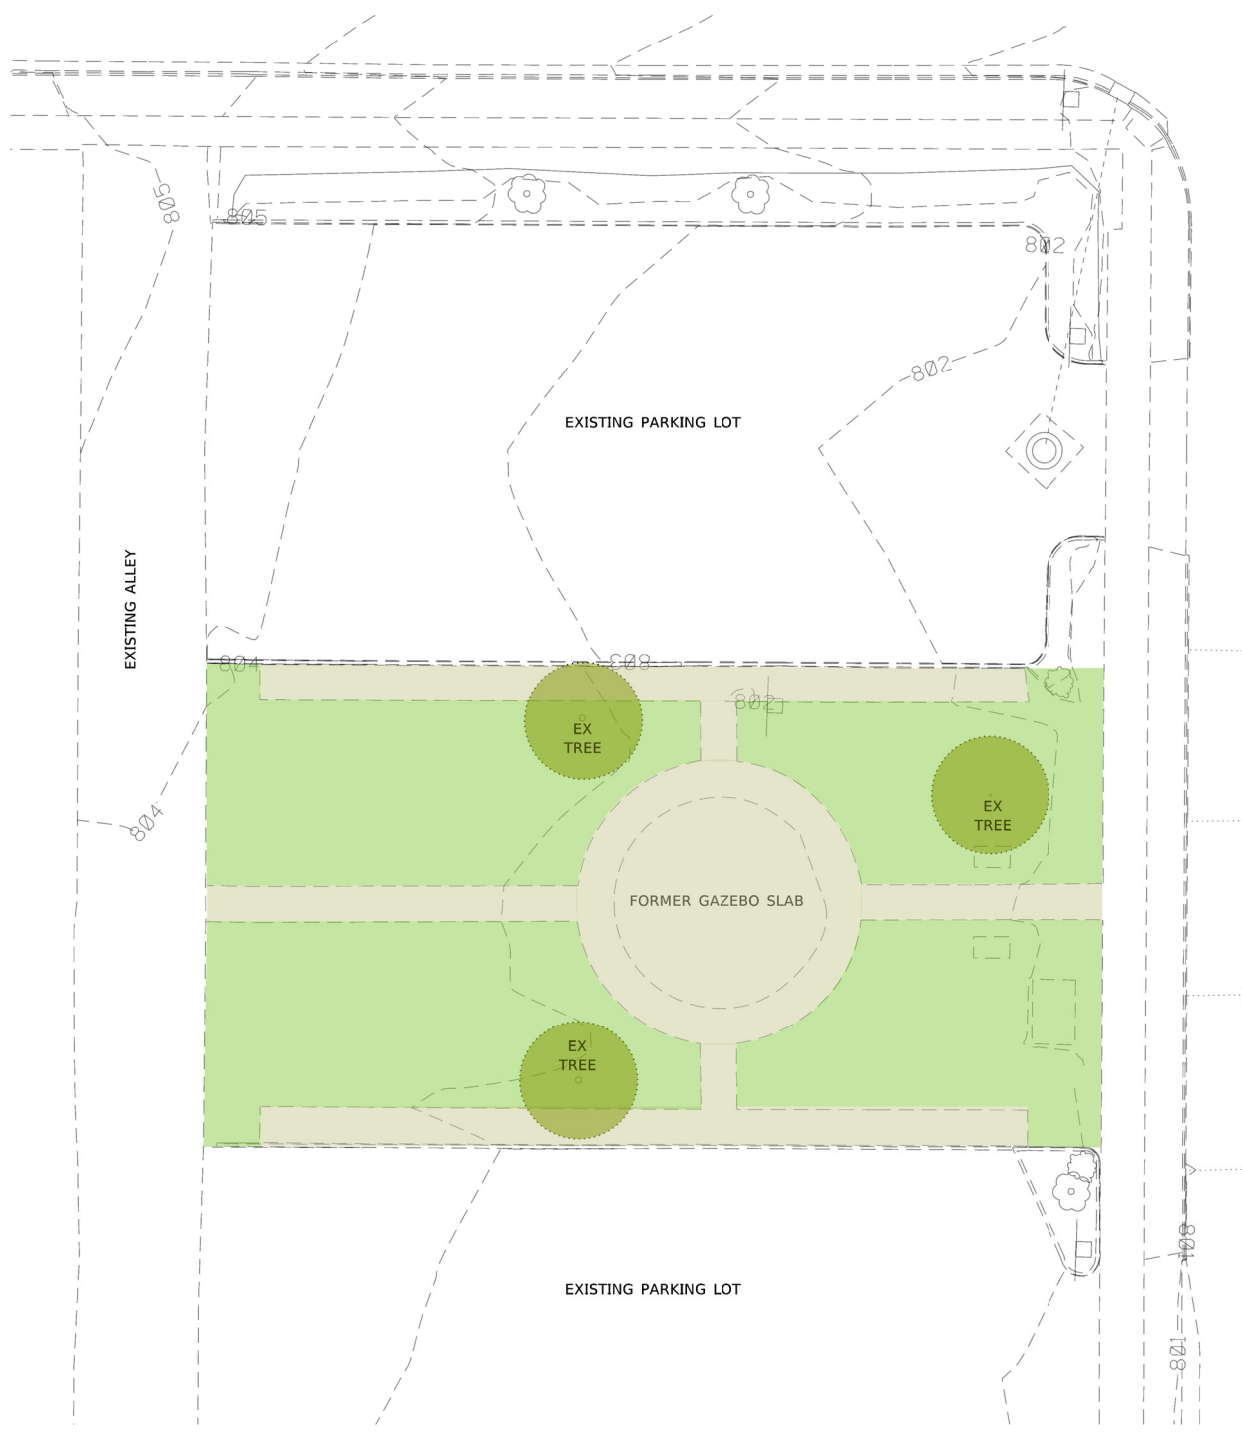 805
805
802
802
EXISTING PARKING LOT
EXISTING ALLEY
804
803
802
EX
TREE
EX
TREE
804
FORMER GAZEBO SLAB
EX
TREE
801
EXISTING PARKING LOT
801